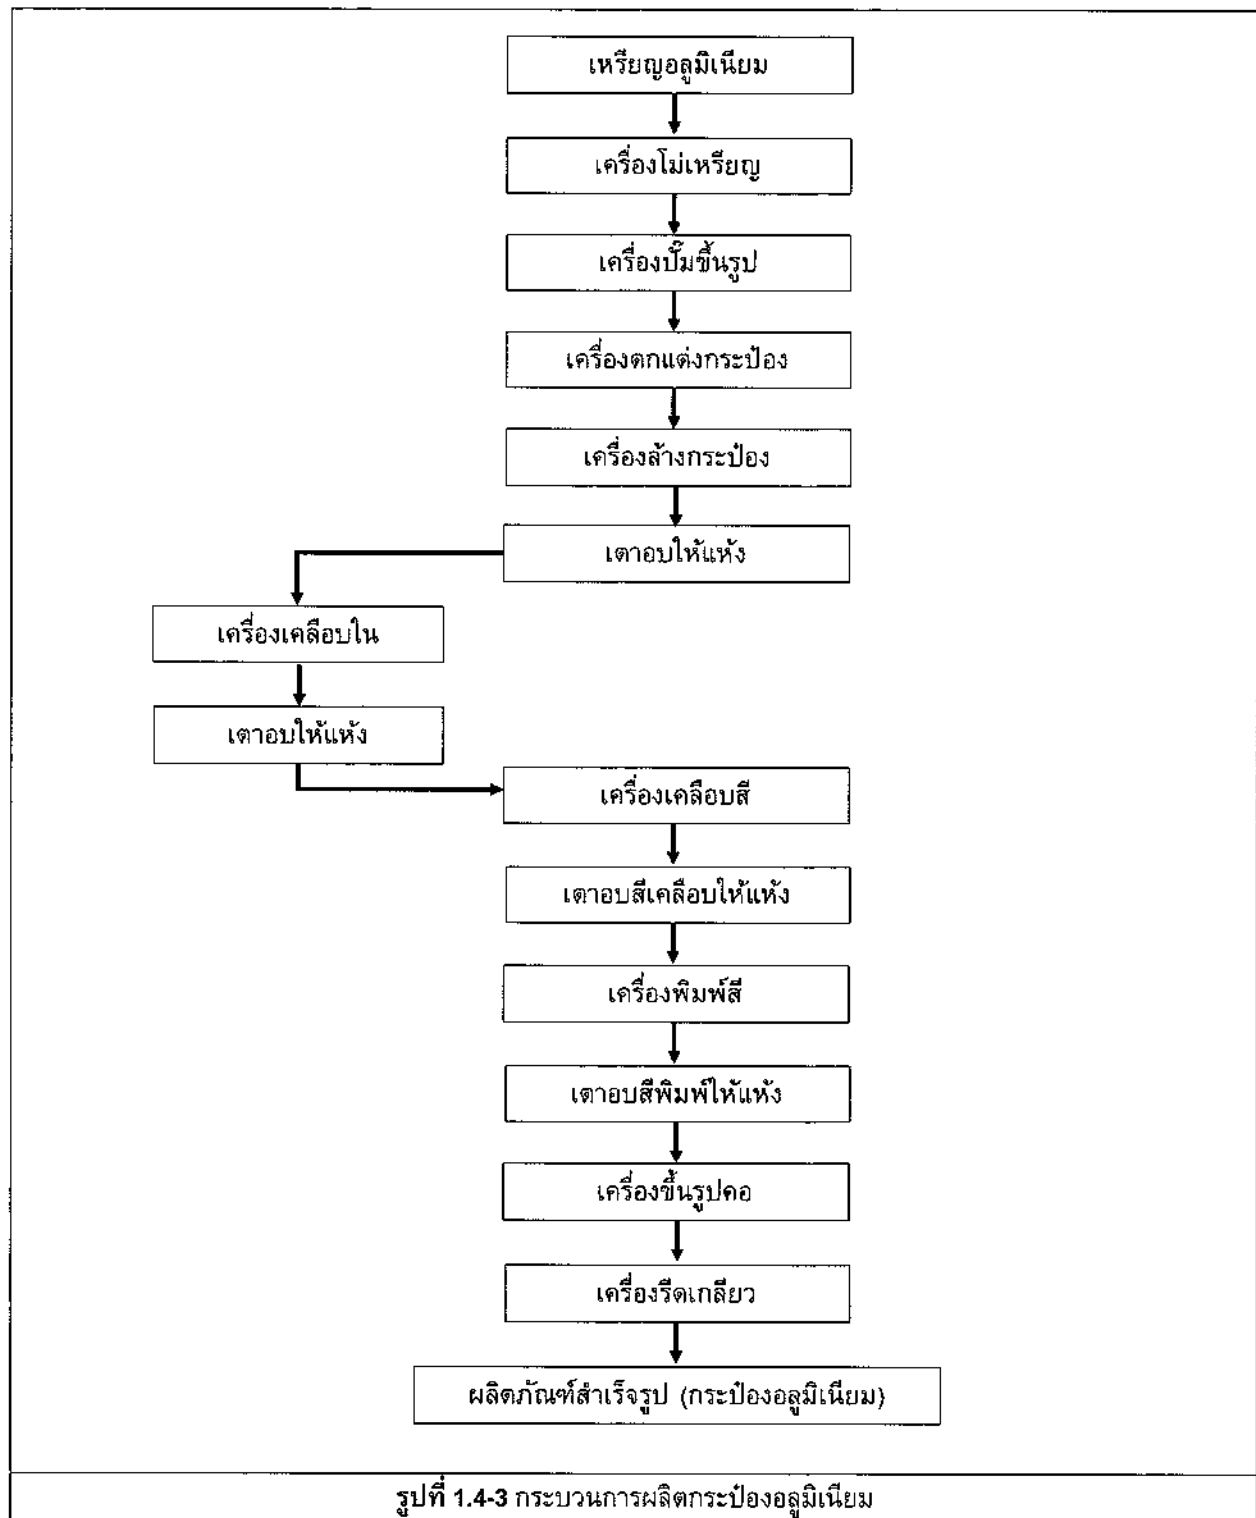 เหรียญอลูมิเนียม
เครื่องโม่เหรียญ
เครื่องปั๊มขึ้นรูป
เครื่องตกแต่งกระป๋อง
เครื่องล้างกระป๋อง
เตาอบให้แห้ง
เครื่องเคลือบใน
เตาอบให้แห้ง
เครื่องเคลือบสี
เตาอบสีเคลือบให้แห้ง
เครื่องพิมพ์สี
เตาอบสีพิมพ์ให้แห้ง
เครื่องขึ้นรูปคอ
เครื่องรีดเกลียว
ผลิตภัณฑ์สำเร็จรูป (กระป๋องอลูมิเนียม)
รูปที่ 1.4-3 กระบวนการผลิตกระป๋องอลูมิเนียม